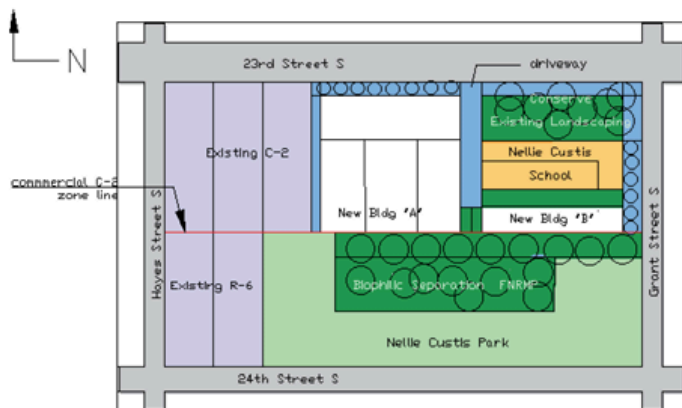 N
23rd Street S
driveway
Conserve
Existing Landscaping
Existing C-2
Nellie Custis
School
commercial C-2
zone line
New Bldg "A"
New Bldg "B"
Hayes Street S
Grant Street S
Existing R-6
Biophilic Separation FNRMP
Nellie Custis Park
24th Street S